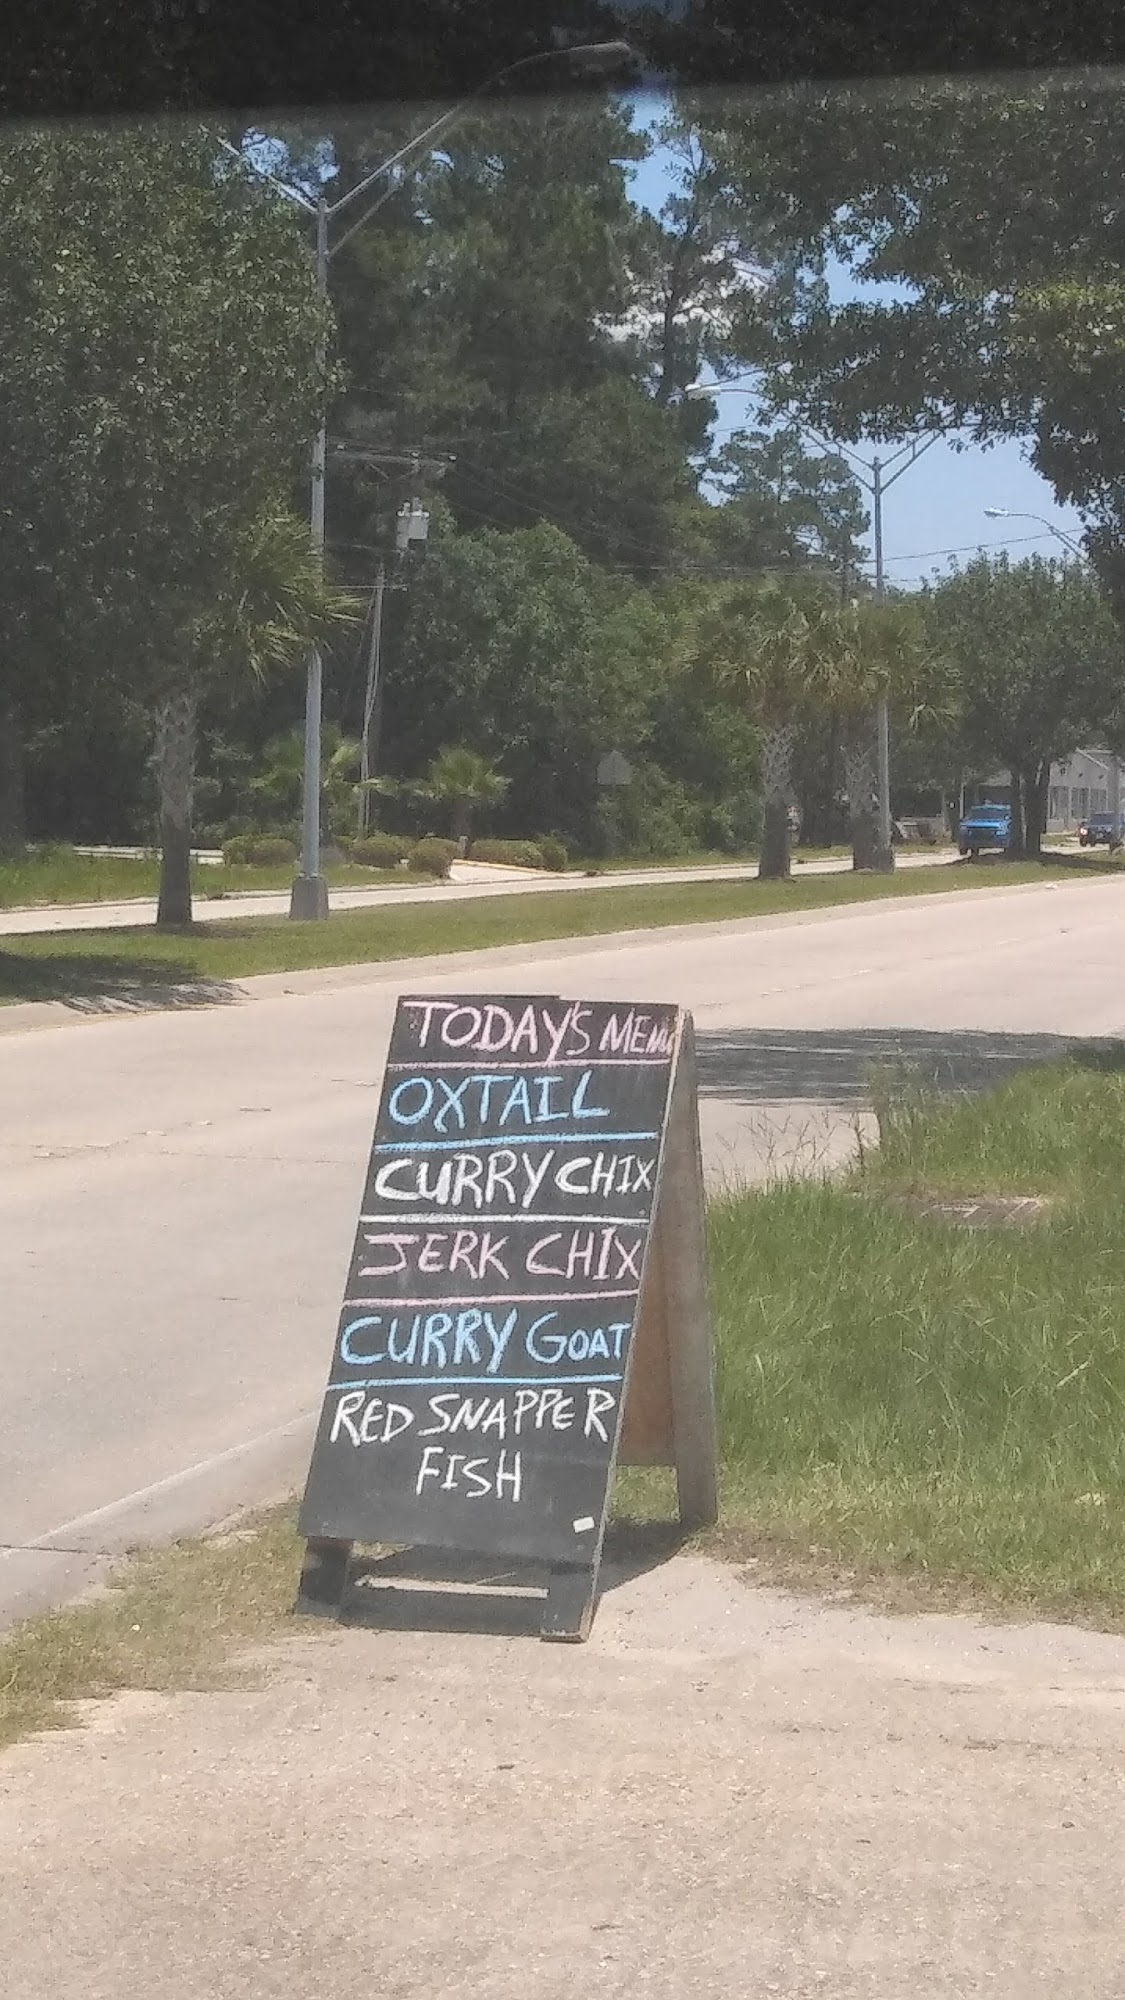 TODAY'S MENU
OXTAIL
CURRY CHIX
JERK CHIX
CURRY GOAT
RED SNAPPER
FISH